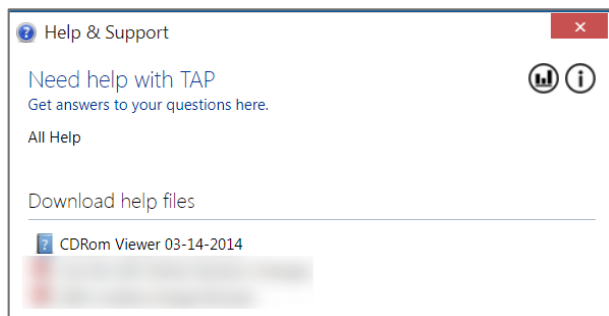 Help & Support
Need help with TAP
Get answers to your questions here.
All Help
Download help files
CDRom Viewer 03-14-2014